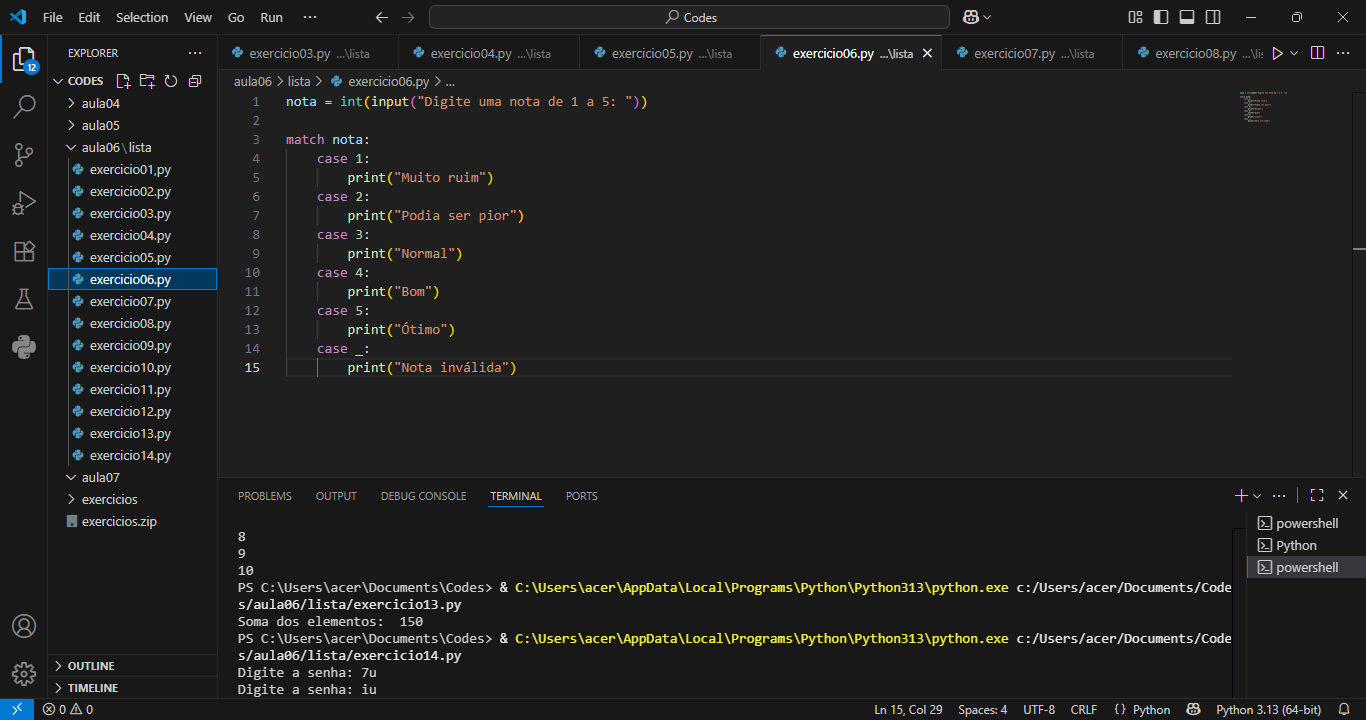 File Edit Selection View Go Run ··· Codes
EXPLORER ···
CODES
aula04
aula05
aula06\lista
exercicio01,py
exercicio02.py
exercicio03.py
exercicio04.py
exercicio05.py
exercicio06.py
exercicio07.py
exercicio08.py
exercicio09.py
exercicio10.py
exercicio11.py
exercicio12.py
exercicio13.py
exercicio14.py
aula07
exercicios
exercicios.zip
OUTLINE
TIMELINE
12
exercicio03.py ...\lista exercicio04.py ...\lista exercicio05.py ...\lista exercicio06.py ...\lista exercicio07.py ...\lista exercicio08.py ...\lis
aula06 > lista > exercicio06.py > ...
1 nota = int(input("Digite uma nota de 1 a 5: "))
2
3 match nota:
4 case 1:
5 print("Muito ruim")
6 case 2:
7 print("Podia ser pior")
8 case 3:
9 print("Normal")
10 case 4:
11 print("Bom")
12 case 5:
13 print("Ótimo")
14 case _:
15 print("Nota inválida")
PROBLEMS OUTPUT DEBUG CONSOLE TERMINAL PORTS
8
9
10
PS C:\Users\acer\Documents\Codes> & C:\Users\acer\AppData\Local\Programs\Python\Python313\python.exe c:/Users/acer/Documents/Code
s/aula06/lista/exercicio13.py
Soma dos elementos:  150
PS C:\Users\acer\Documents\Codes> & C:\Users\acer\AppData\Local\Programs\Python\Python313\python.exe c:/Users/acer/Documents/Code
s/aula06/lista/exercicio14.py
Digite a senha: 7u
Digite a senha: iu
powershell
Python
powershell
0 0 Ln 15, Col 29 Spaces: 4 UTF-8 CRLF {} Python Python 3.13 (64-bit)